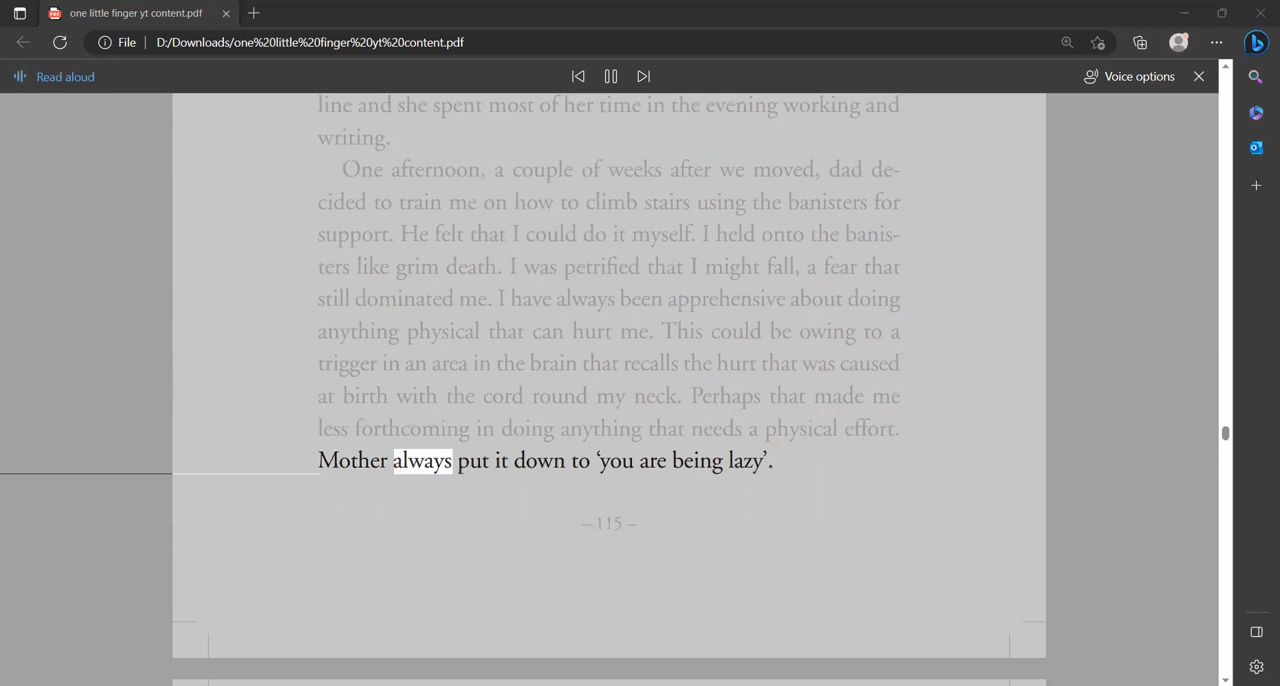 one little finger yt content.pdf
File
D:/Downloads/one%20little%20finger%20yt%20content.pdf
Read aloud
Voice options
line and she spent most of her time in the evening working and
writing.
One afternoon, a couple of weeks after we moved, dad de-
cided to train me on how to climb stairs using the banisters for
support. He felt that I could do it myself. I held onto the banis-
ters like grim death. I was petrified that I might fall, a fear that
still dominated me. I have always been apprehensive about doing
anything physical that can hurt me. This could be owing to a
trigger in an area in the brain that recalls the hurt that was caused
at birth with the cord round my neck. Perhaps that made me
less forthcoming in doing anything that needs a physical effort.
Mother always put it down to ‘you are being lazy’.
– 115 –